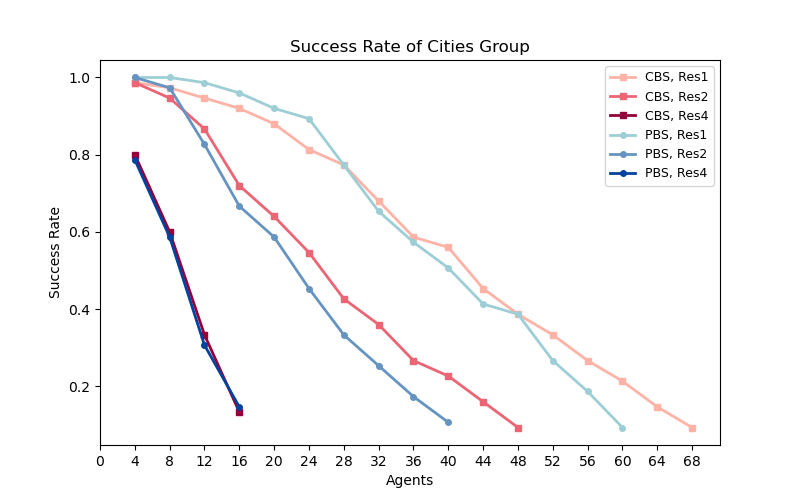 Success Rate of Cities Group
CBS, Res1
CBS, Res2
CBS, Res4
PBS, Res1
PBS, Res2
PBS, Res4
Success Rate
1.0
0.8
0.6
0.4
0.2
0 4 8 12 16 20 24 28 32 36 40 44 48 52 56 60 64 68
Agents